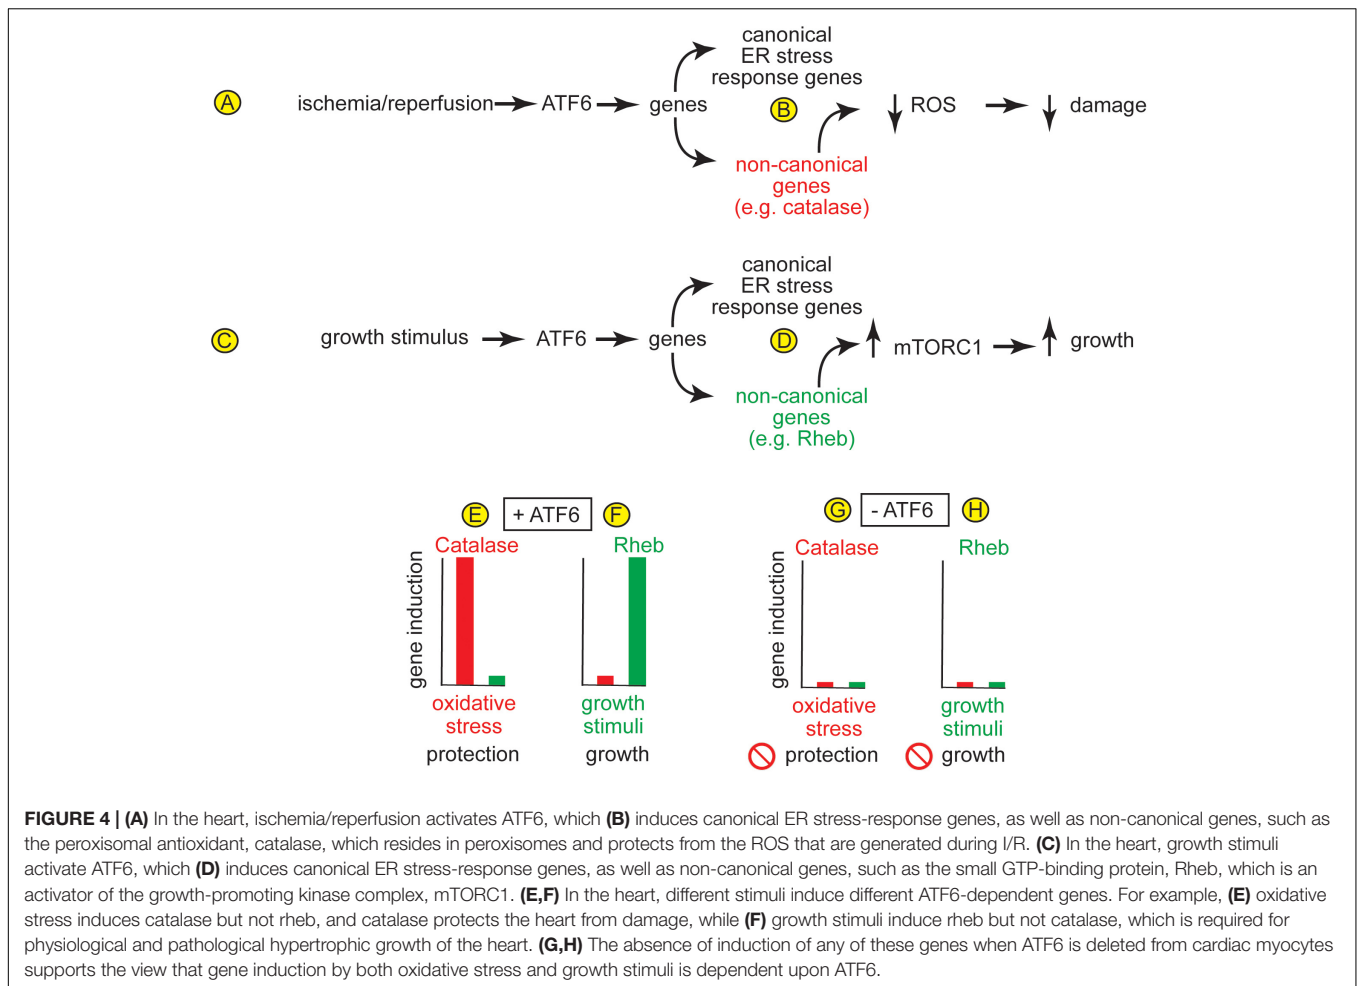 canonical
ER stress
response genes
A
ischemia/reperfusion
ATF6
genes
B
ROS
damage
non-canonical
genes
(e.g. catalase)
canonical
ER stress
response genes
C
growth stimulus
ATF6
genes
D
mTORC1
growth
non-canonical
genes
(e.g. Rheb)
E
+ ATF6
F
Catalase
Rheb
gene induction
oxidative
stress
growth
stimuli
protection
growth
G
- ATF6
H
Catalase
Rheb
gene induction
oxidative
stress
growth
stimuli
protection
growth
FIGURE 4 | (A) In the heart, ischemia/reperfusion activates ATF6, which (B) induces canonical ER stress-response genes, as well as non-canonical genes, such as
the peroxisomal antioxidant, catalase, which resides in peroxisomes and protects from the ROS that are generated during I/R. (C) In the heart, growth stimuli
activate ATF6, which (D) induces canonical ER stress-response genes, as well as non-canonical genes, such as the small GTP-binding protein, Rheb, which is an
activator of the growth-promoting kinase complex, mTORC1. (E,F) In the heart, different stimuli induce different ATF6-dependent genes. For example, (E) oxidative
stress induces catalase but not rheb, and catalase protects the heart from damage, while (F) growth stimuli induce rheb but not catalase, which is required for
physiological and pathological hypertrophic growth of the heart. (G,H) The absence of induction of any of these genes when ATF6 is deleted from cardiac myocytes
supports the view that gene induction by both oxidative stress and growth stimuli is dependent upon ATF6.